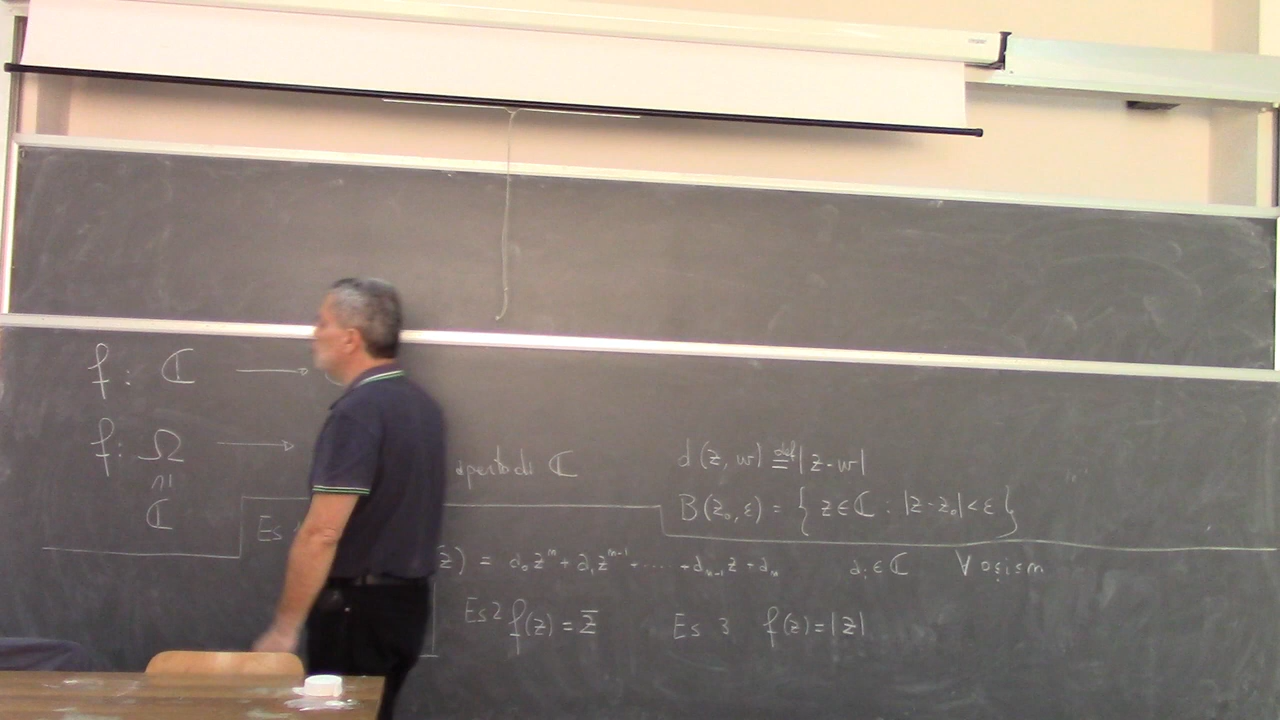 f : ℂ ⟶
f : Ω ⟶ aperto di ℂ
∩|
ℂ
d(z, w) ≝ |z - w|
B(z₀, ε) = { z ∈ ℂ : |z - z₀| < ε }
Es
z) = a₀zⁿ + a₁zⁿ⁻¹ + ···· + aₙ₋₁z + aₙ aᵢ ∈ ℂ ∀ 0≤i≤n
Es 2 f(z) = z̅ Es 3 f(z) = |z|